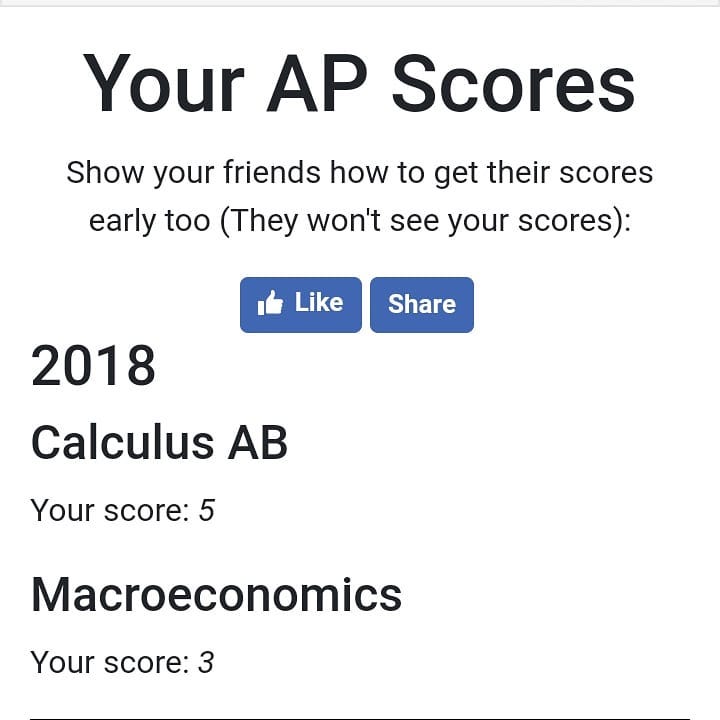 Your AP Scores
Show your friends how to get their scores
early too (They won't see your scores):
Like Share
2018
Calculus AB
Your score: 5
Macroeconomics
Your score: 3